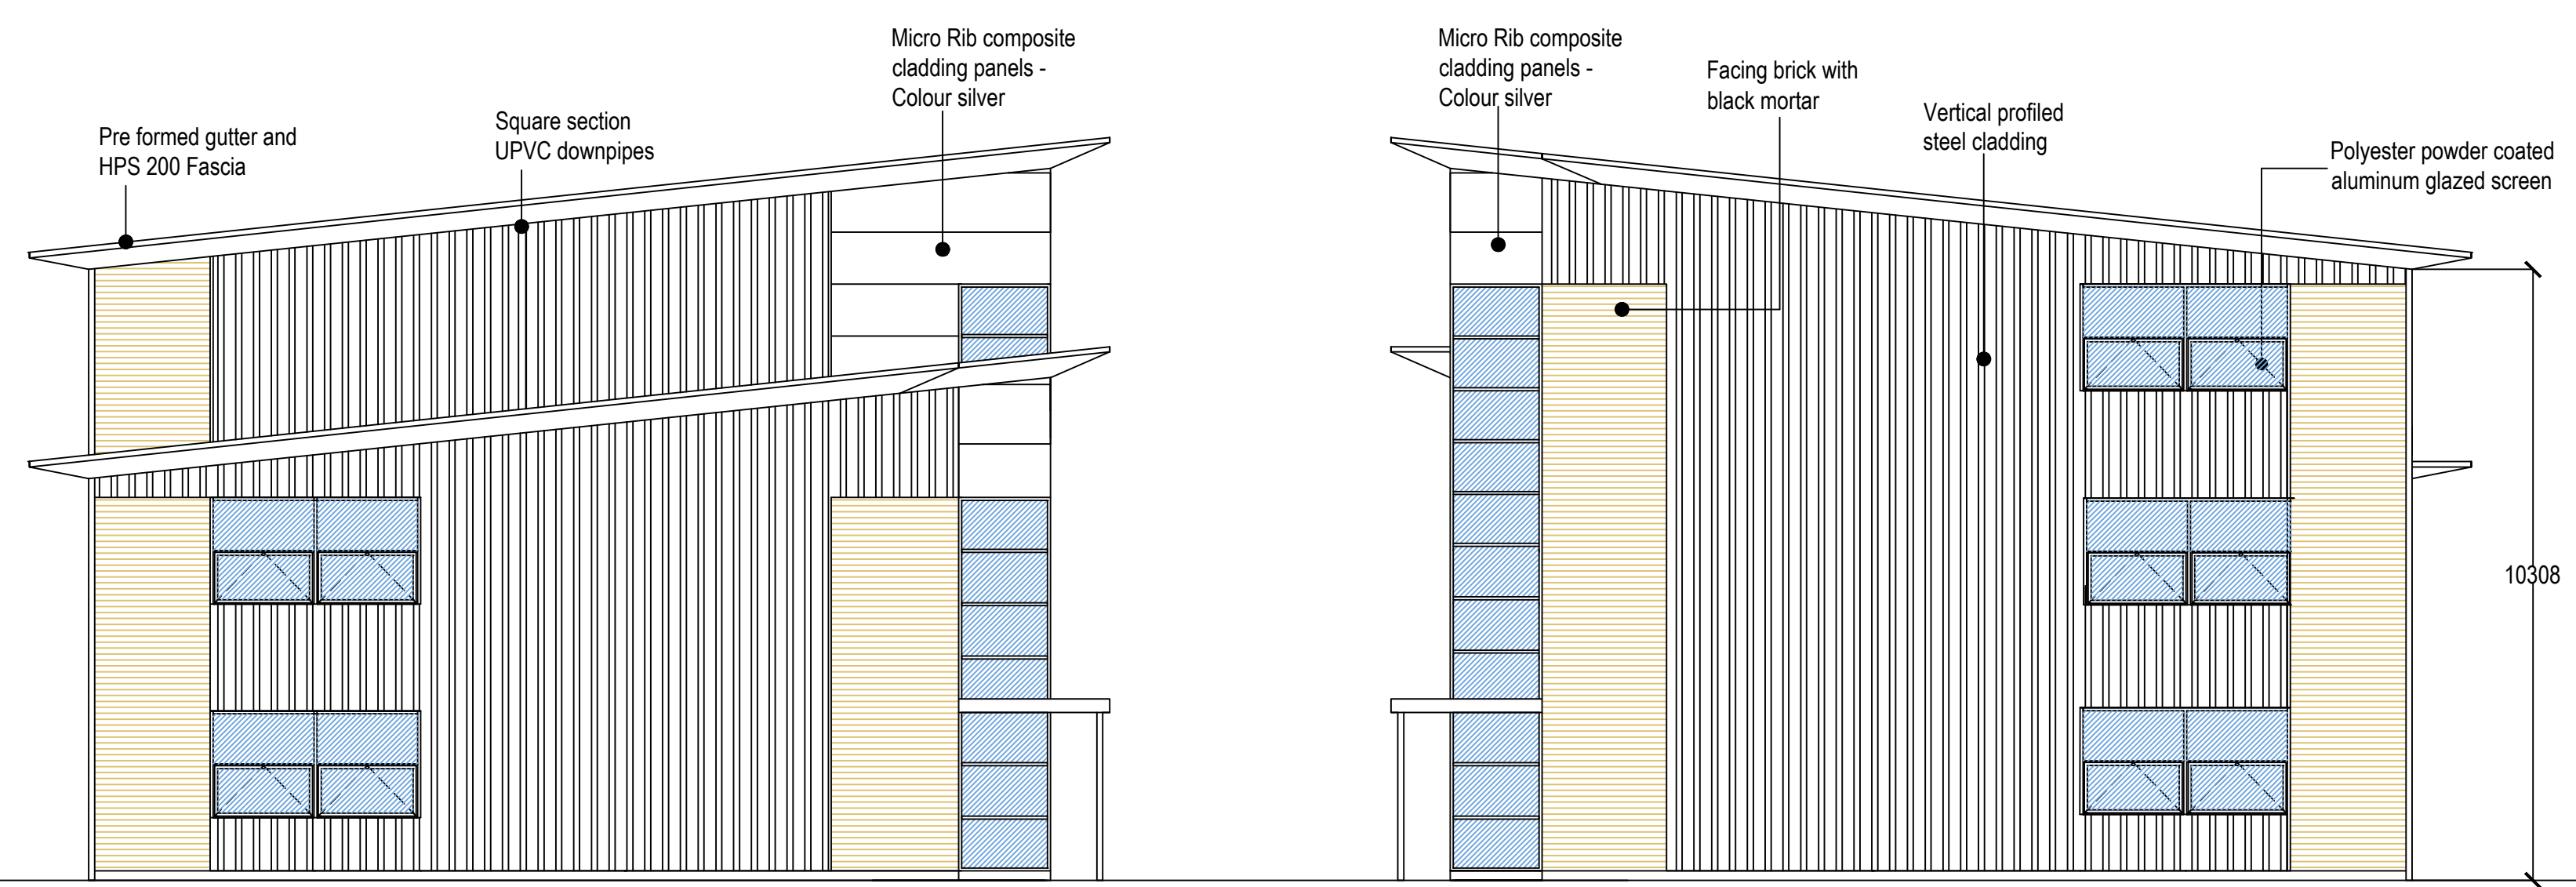 Pre formed gutter and
HPS 200 Fascia
Square section
UPVC downpipes
Micro Rib composite
cladding panels -
Colour silver
Micro Rib composite
cladding panels -
Colour silver
Facing brick with
black mortar
Vertical profiled
steel cladding
Polyester powder coated
aluminum glazed screen
10308